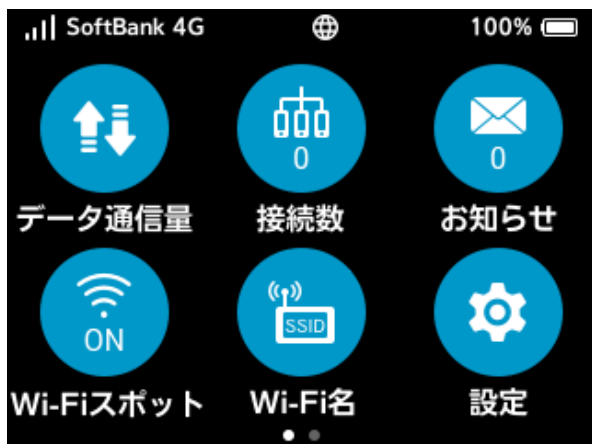 SoftBank 4G 100%
0 0
データ通信量 接続数 お知らせ
ON SSID
Wi-Fiスポット Wi-Fi名 設定